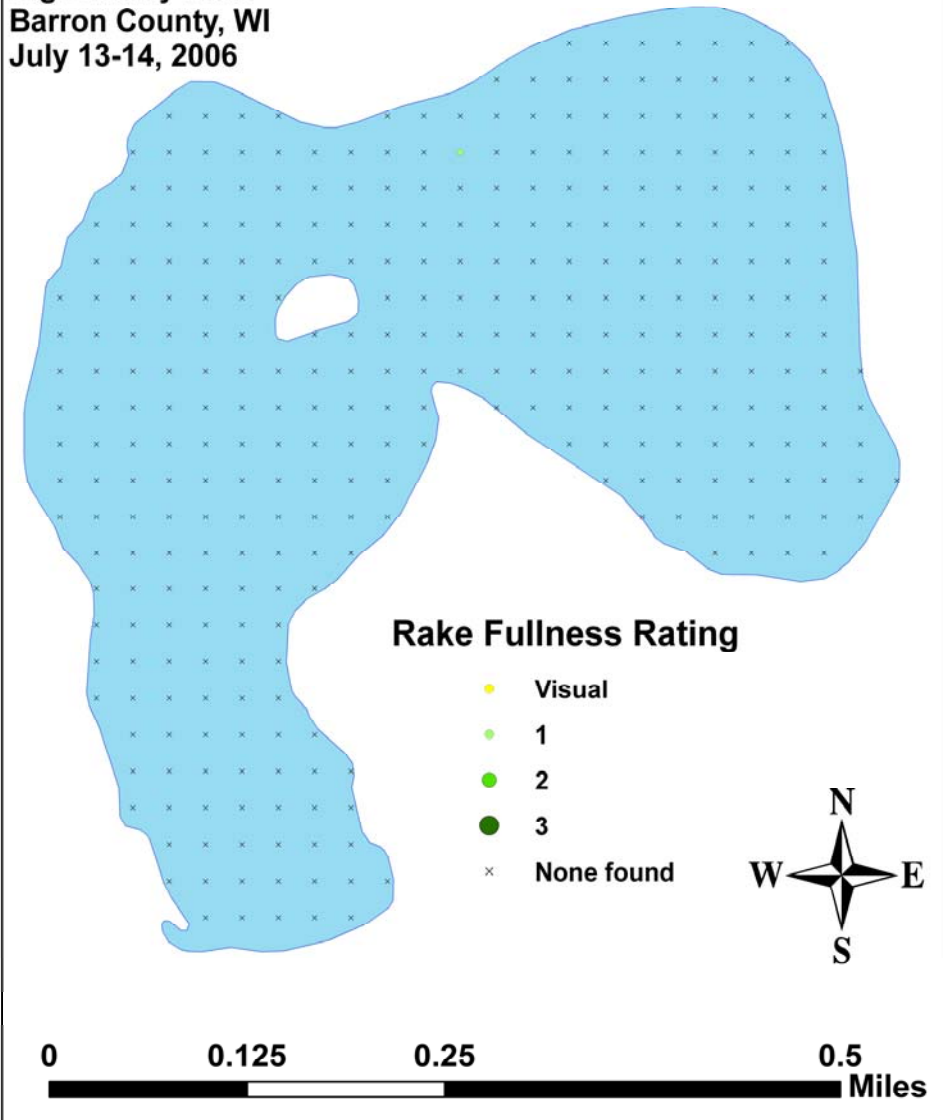 Barron County, WI
July 13-14, 2006
Rake Fullness Rating
Visual
1
2
3
None found
N
W E
S
0 0.125 0.25 0.5
Miles